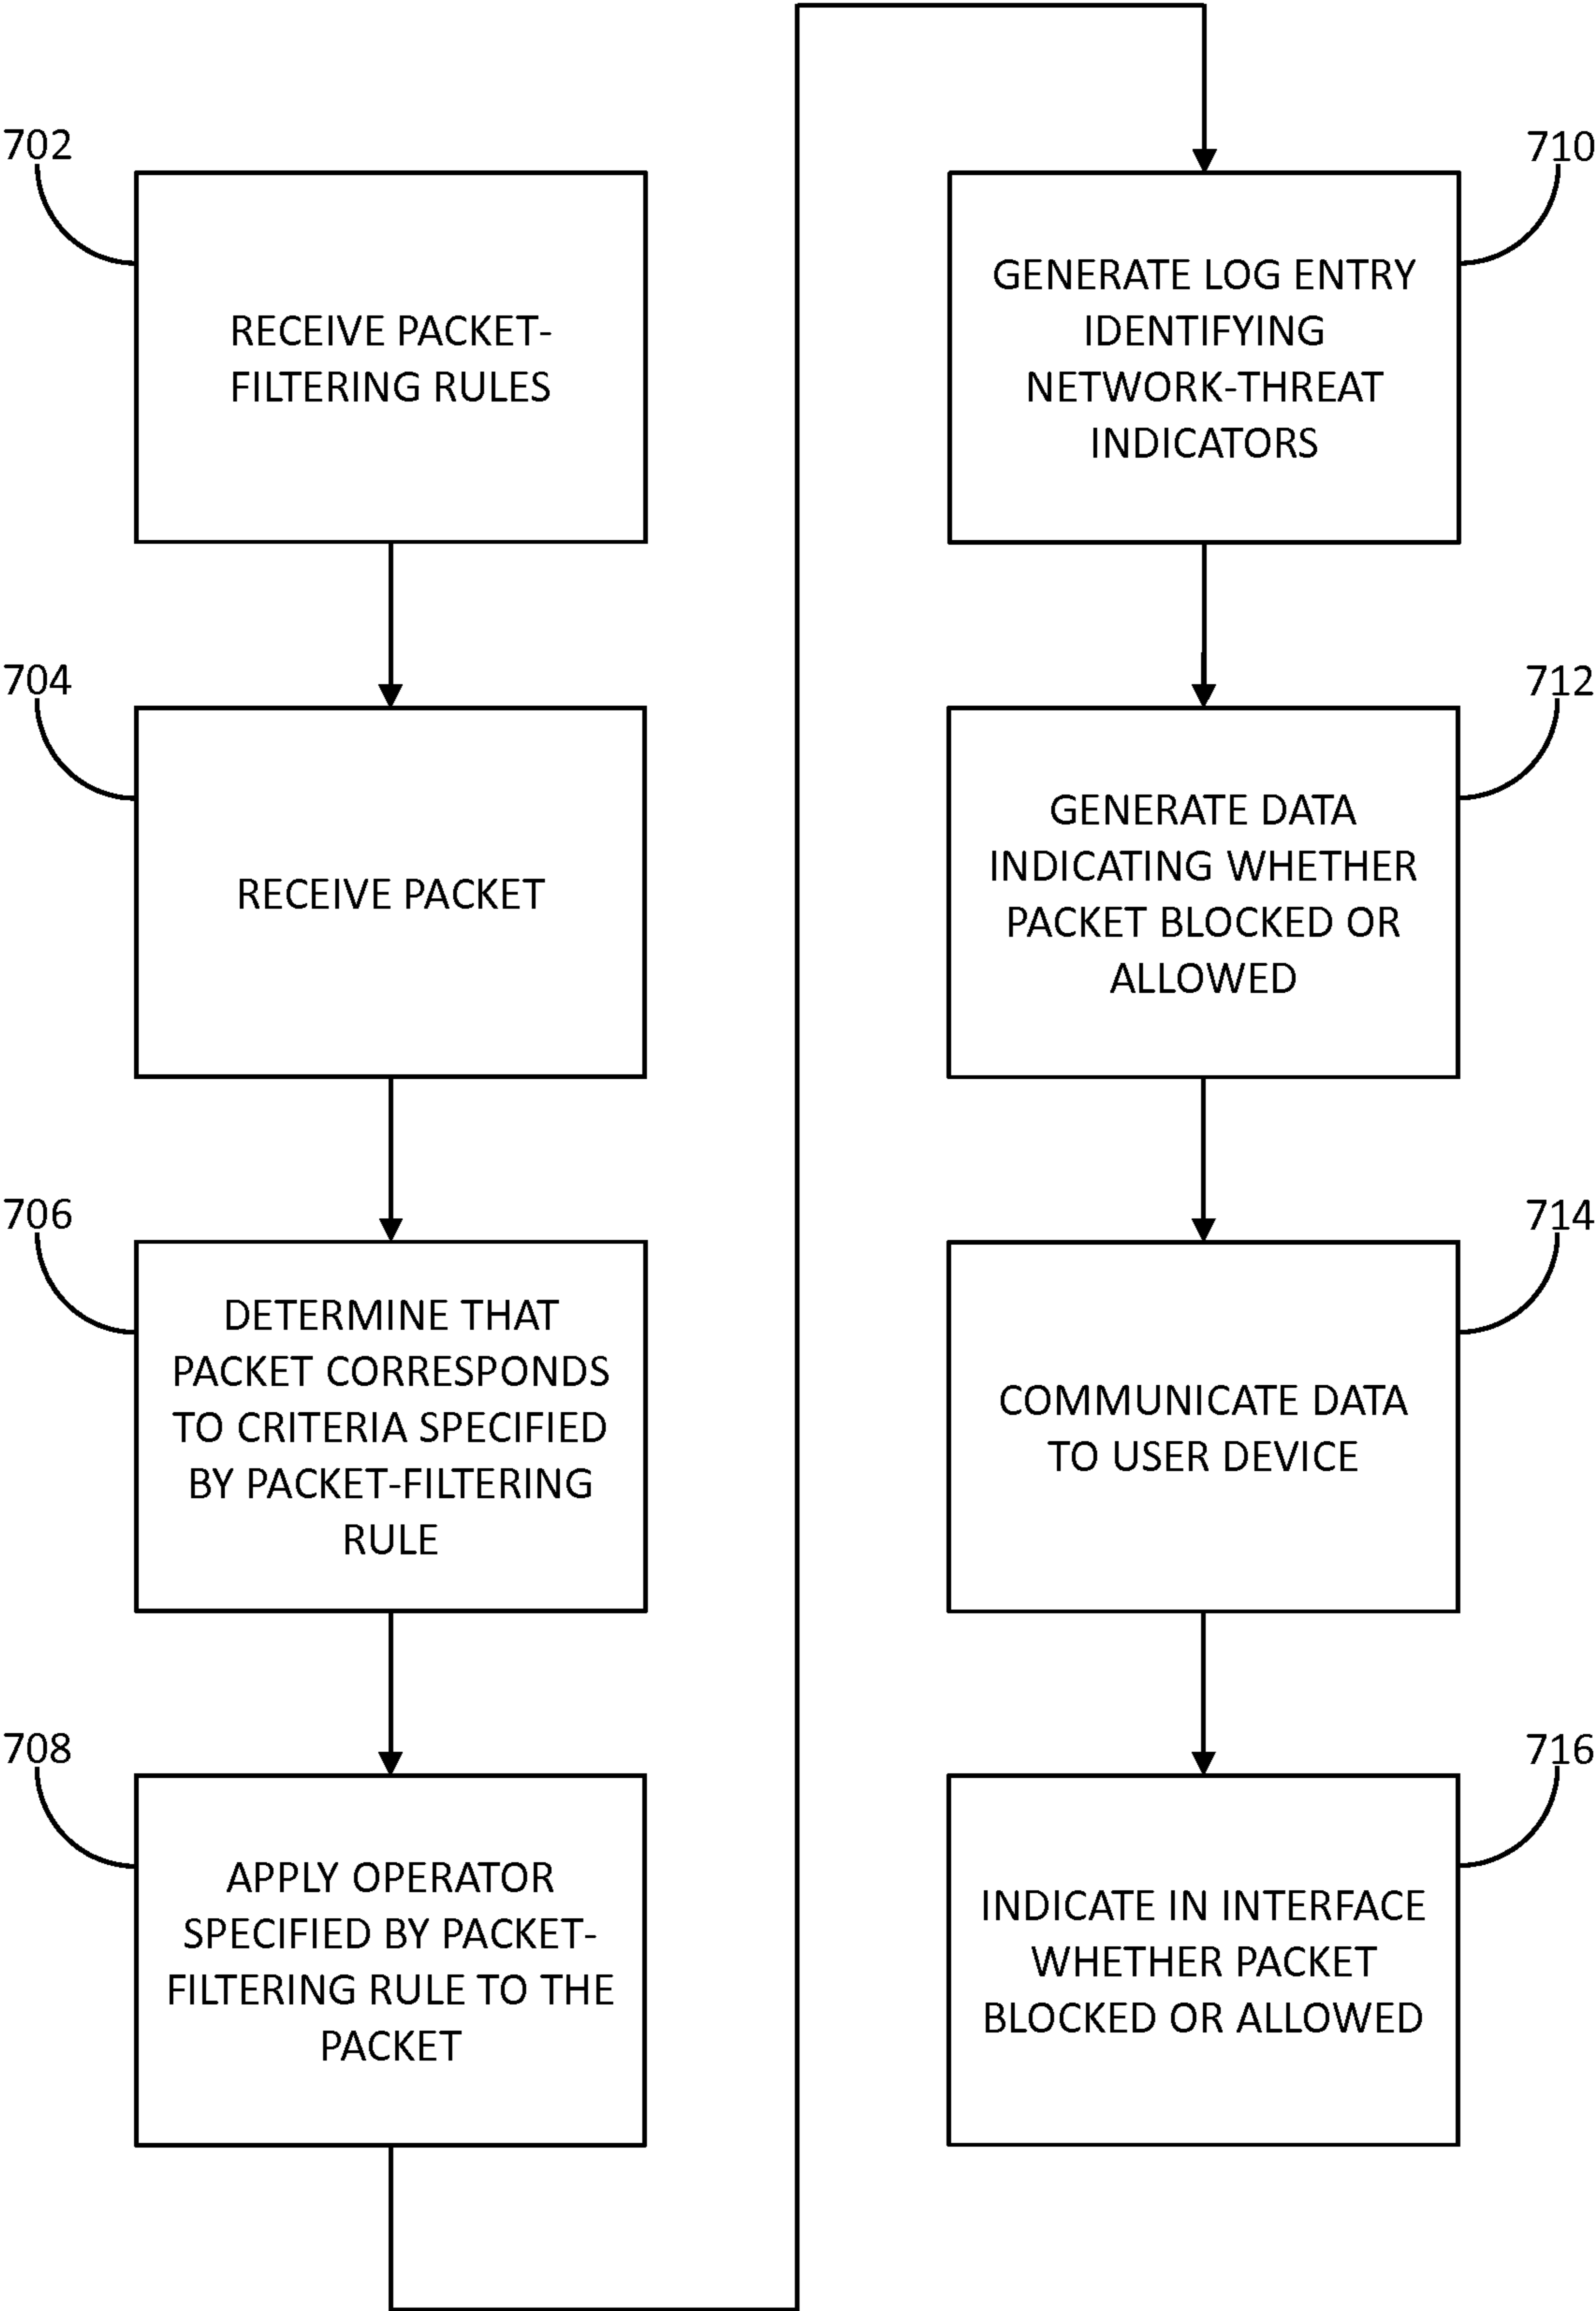 702
RECEIVE PACKET-
FILTERING RULES
704
RECEIVE PACKET
706
DETERMINE THAT
PACKET CORRESPONDS
TO CRITERIA SPECIFIED
BY PACKET-FILTERING
RULE
708
APPLY OPERATOR
SPECIFIED BY PACKET-
FILTERING RULE TO THE
PACKET
710
GENERATE LOG ENTRY
IDENTIFYING
NETWORK-THREAT
INDICATORS
712
GENERATE DATA
INDICATING WHETHER
PACKET BLOCKED OR
ALLOWED
714
COMMUNICATE DATA
TO USER DEVICE
716
INDICATE IN INTERFACE
WHETHER PACKET
BLOCKED OR ALLOWED